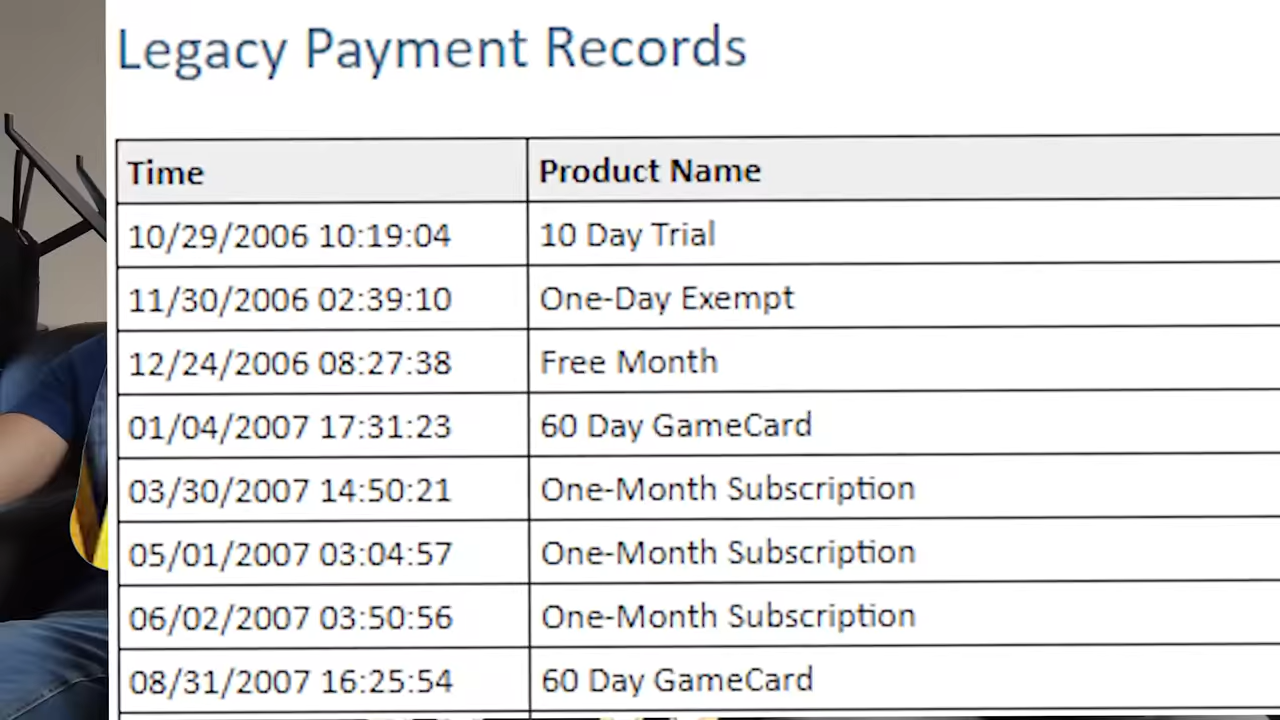 Legacy Payment Records
Time Product Name
10/29/2006 10:19:04 10 Day Trial
11/30/2006 02:39:10 One-Day Exempt
12/24/2006 08:27:38 Free Month
01/04/2007 17:31:23 60 Day GameCard
03/30/2007 14:50:21 One-Month Subscription
05/01/2007 03:04:57 One-Month Subscription
06/02/2007 03:50:56 One-Month Subscription
08/31/2007 16:25:54 60 Day GameCard